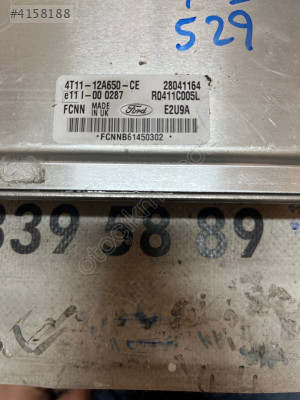 #4158188
529
4T11-12A650-CE 28041164
e11 I-00 0287 R0411C005L
FCNN MADE IN UK Ford E2U9A
*FCNNB61450302*
339 58 89